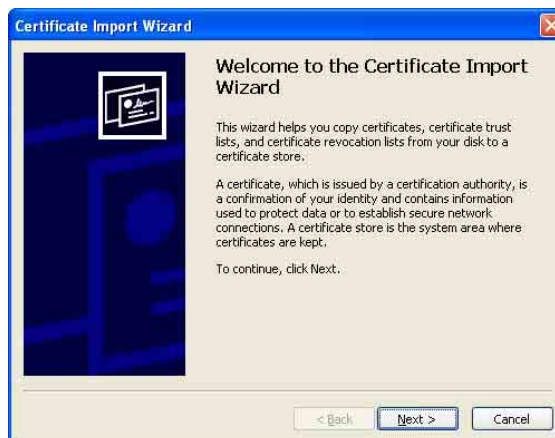 Certificate Import Wizard
Welcome to the Certificate Import
Wizard
This wizard helps you copy certificates, certificate trust
lists, and certificate revocation lists from your disk to a
certificate store.
A certificate, which is issued by a certification authority, is
a confirmation of your identity and contains information
used to protect data or to establish secure network
connections. A certificate store is the system area where
certificates are kept.
To continue, click Next.
< Back Next > Cancel